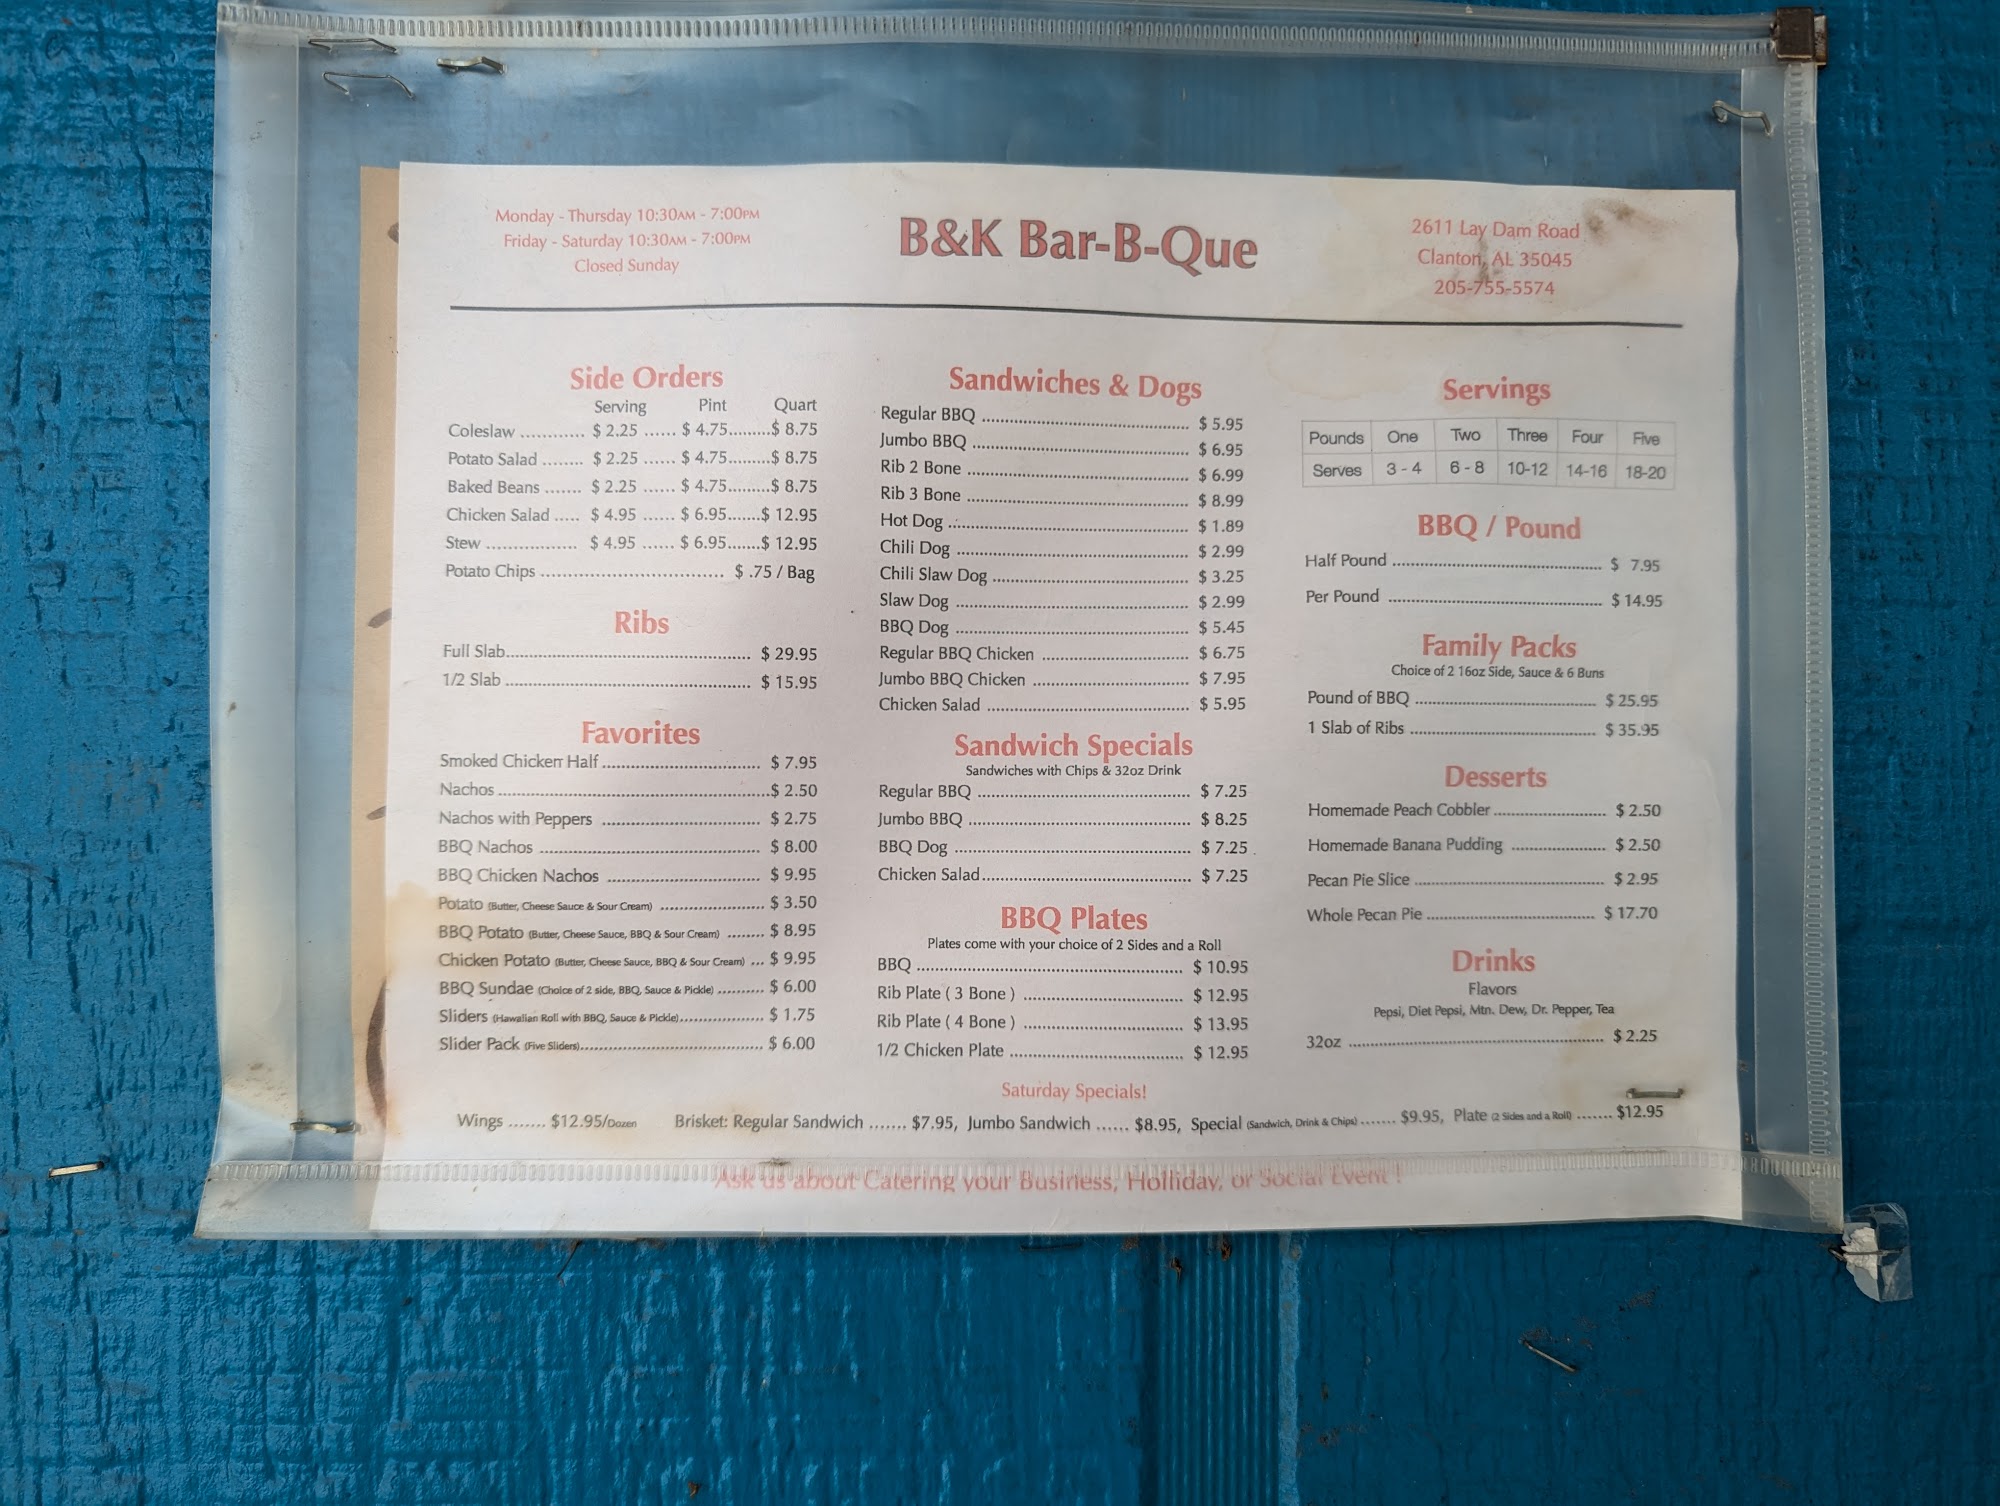 Monday - Thursday 10:30AM - 7:00PM
Friday - Saturday 10:30AM - 7:00PM
Closed Sunday
B&K Bar-B-Que
2611 Lay Dam Road
Clanton, AL 35045
205-755-5574
Side Orders
Serving Pint Quart
Coleslaw ............ $ 2.25 ...... $ 4.75.........$ 8.75
Potato Salad ........ $ 2.25 ...... $ 4.75.........$ 8.75
Baked Beans ....... $ 2.25 ...... $ 4.75.........$ 8.75
Chicken Salad ..... $ 4.95 ...... $ 6.95.......$ 12.95
Stew ................. $ 4.95 ...... $ 6.95.......$ 12.95
Potato Chips .................................. $ .75 / Bag
Ribs
Full Slab.............................................. $ 29.95
1/2 Slab .............................................. $ 15.95
Favorites
Smoked Chicken Half .............................. $ 7.95
Nachos ...................................................$ 2.50
Nachos with Peppers .............................. $ 2.75
BBQ Nachos .......................................... $ 8.00
BBQ Chicken Nachos ............................. $ 9.95
Potato (Butter, Cheese Sauce & Sour Cream) .................... $ 3.50
BBQ Potato (Butter, Cheese Sauce, BBQ & Sour Cream) ........ $ 8.95
Chicken Potato (Butter, Cheese Sauce, BBQ & Sour Cream) ... $ 9.95
BBQ Sundae (Choice of 2 side, BBQ, Sauce & Pickle) .......... $ 6.00
Sliders (Hawaiian Roll with BBQ, Sauce & Pickle)................ $ 1.75
Slider Pack (Five Sliders)................................... $ 6.00
Sandwiches & Dogs
Regular BBQ ........................................ $ 5.95
Jumbo BBQ .......................................... $ 6.95
Rib 2 Bone ........................................... $ 6.99
Rib 3 Bone ........................................... $ 8.99
Hot Dog ............................................... $ 1.89
Chili Dog ............................................. $ 2.99
Chili Slaw Dog ...................................... $ 3.25
Slaw Dog ............................................. $ 2.99
BBQ Dog ............................................. $ 5.45
Regular BBQ Chicken ............................ $ 6.75
Jumbo BBQ Chicken .............................. $ 7.95
Chicken Salad ....................................... $ 5.95
Sandwich Specials
Sandwiches with Chips & 32oz Drink
Regular BBQ ......................................... $ 7.25
Jumbo BBQ ........................................... $ 8.25
BBQ Dog .............................................. $ 7.25
Chicken Salad........................................ $ 7.25
BBQ Plates
Plates come with your choice of 2 Sides and a Roll
BBQ .................................................... $ 10.95
Rib Plate ( 3 Bone ) ............................... $ 12.95
Rib Plate ( 4 Bone ) ............................... $ 13.95
1/2 Chicken Plate .................................. $ 12.95
Servings
Pounds One Two Three Four Five
Serves 3 - 4 6 - 8 10-12 14-16 18-20
BBQ / Pound
Half Pound .......................................... $ 7.95
Per Pound ........................................... $ 14.95
Family Packs
Choice of 2 16oz Side, Sauce & 6 Buns
Pound of BBQ .................................... $ 25.95
1 Slab of Ribs ..................................... $ 35.95
Desserts
Homemade Peach Cobbler ...................... $ 2.50
Homemade Banana Pudding ................... $ 2.50
Pecan Pie Slice ...................................... $ 2.95
Whole Pecan Pie .................................. $ 17.70
Drinks
Flavors
Pepsi, Diet Pepsi, Mtn. Dew, Dr. Pepper, Tea
32oz ................................................... $ 2.25
Saturday Specials!
Wings ....... $12.95/Dozen Brisket: Regular Sandwich ....... $7.95, Jumbo Sandwich ...... $8.95, Special (Sandwich, Drink & Chips) ....... $9.95, Plate (2 Sides and a Roll) ....... $12.95
Ask us about Catering your Business, Holliday, or Social Event !